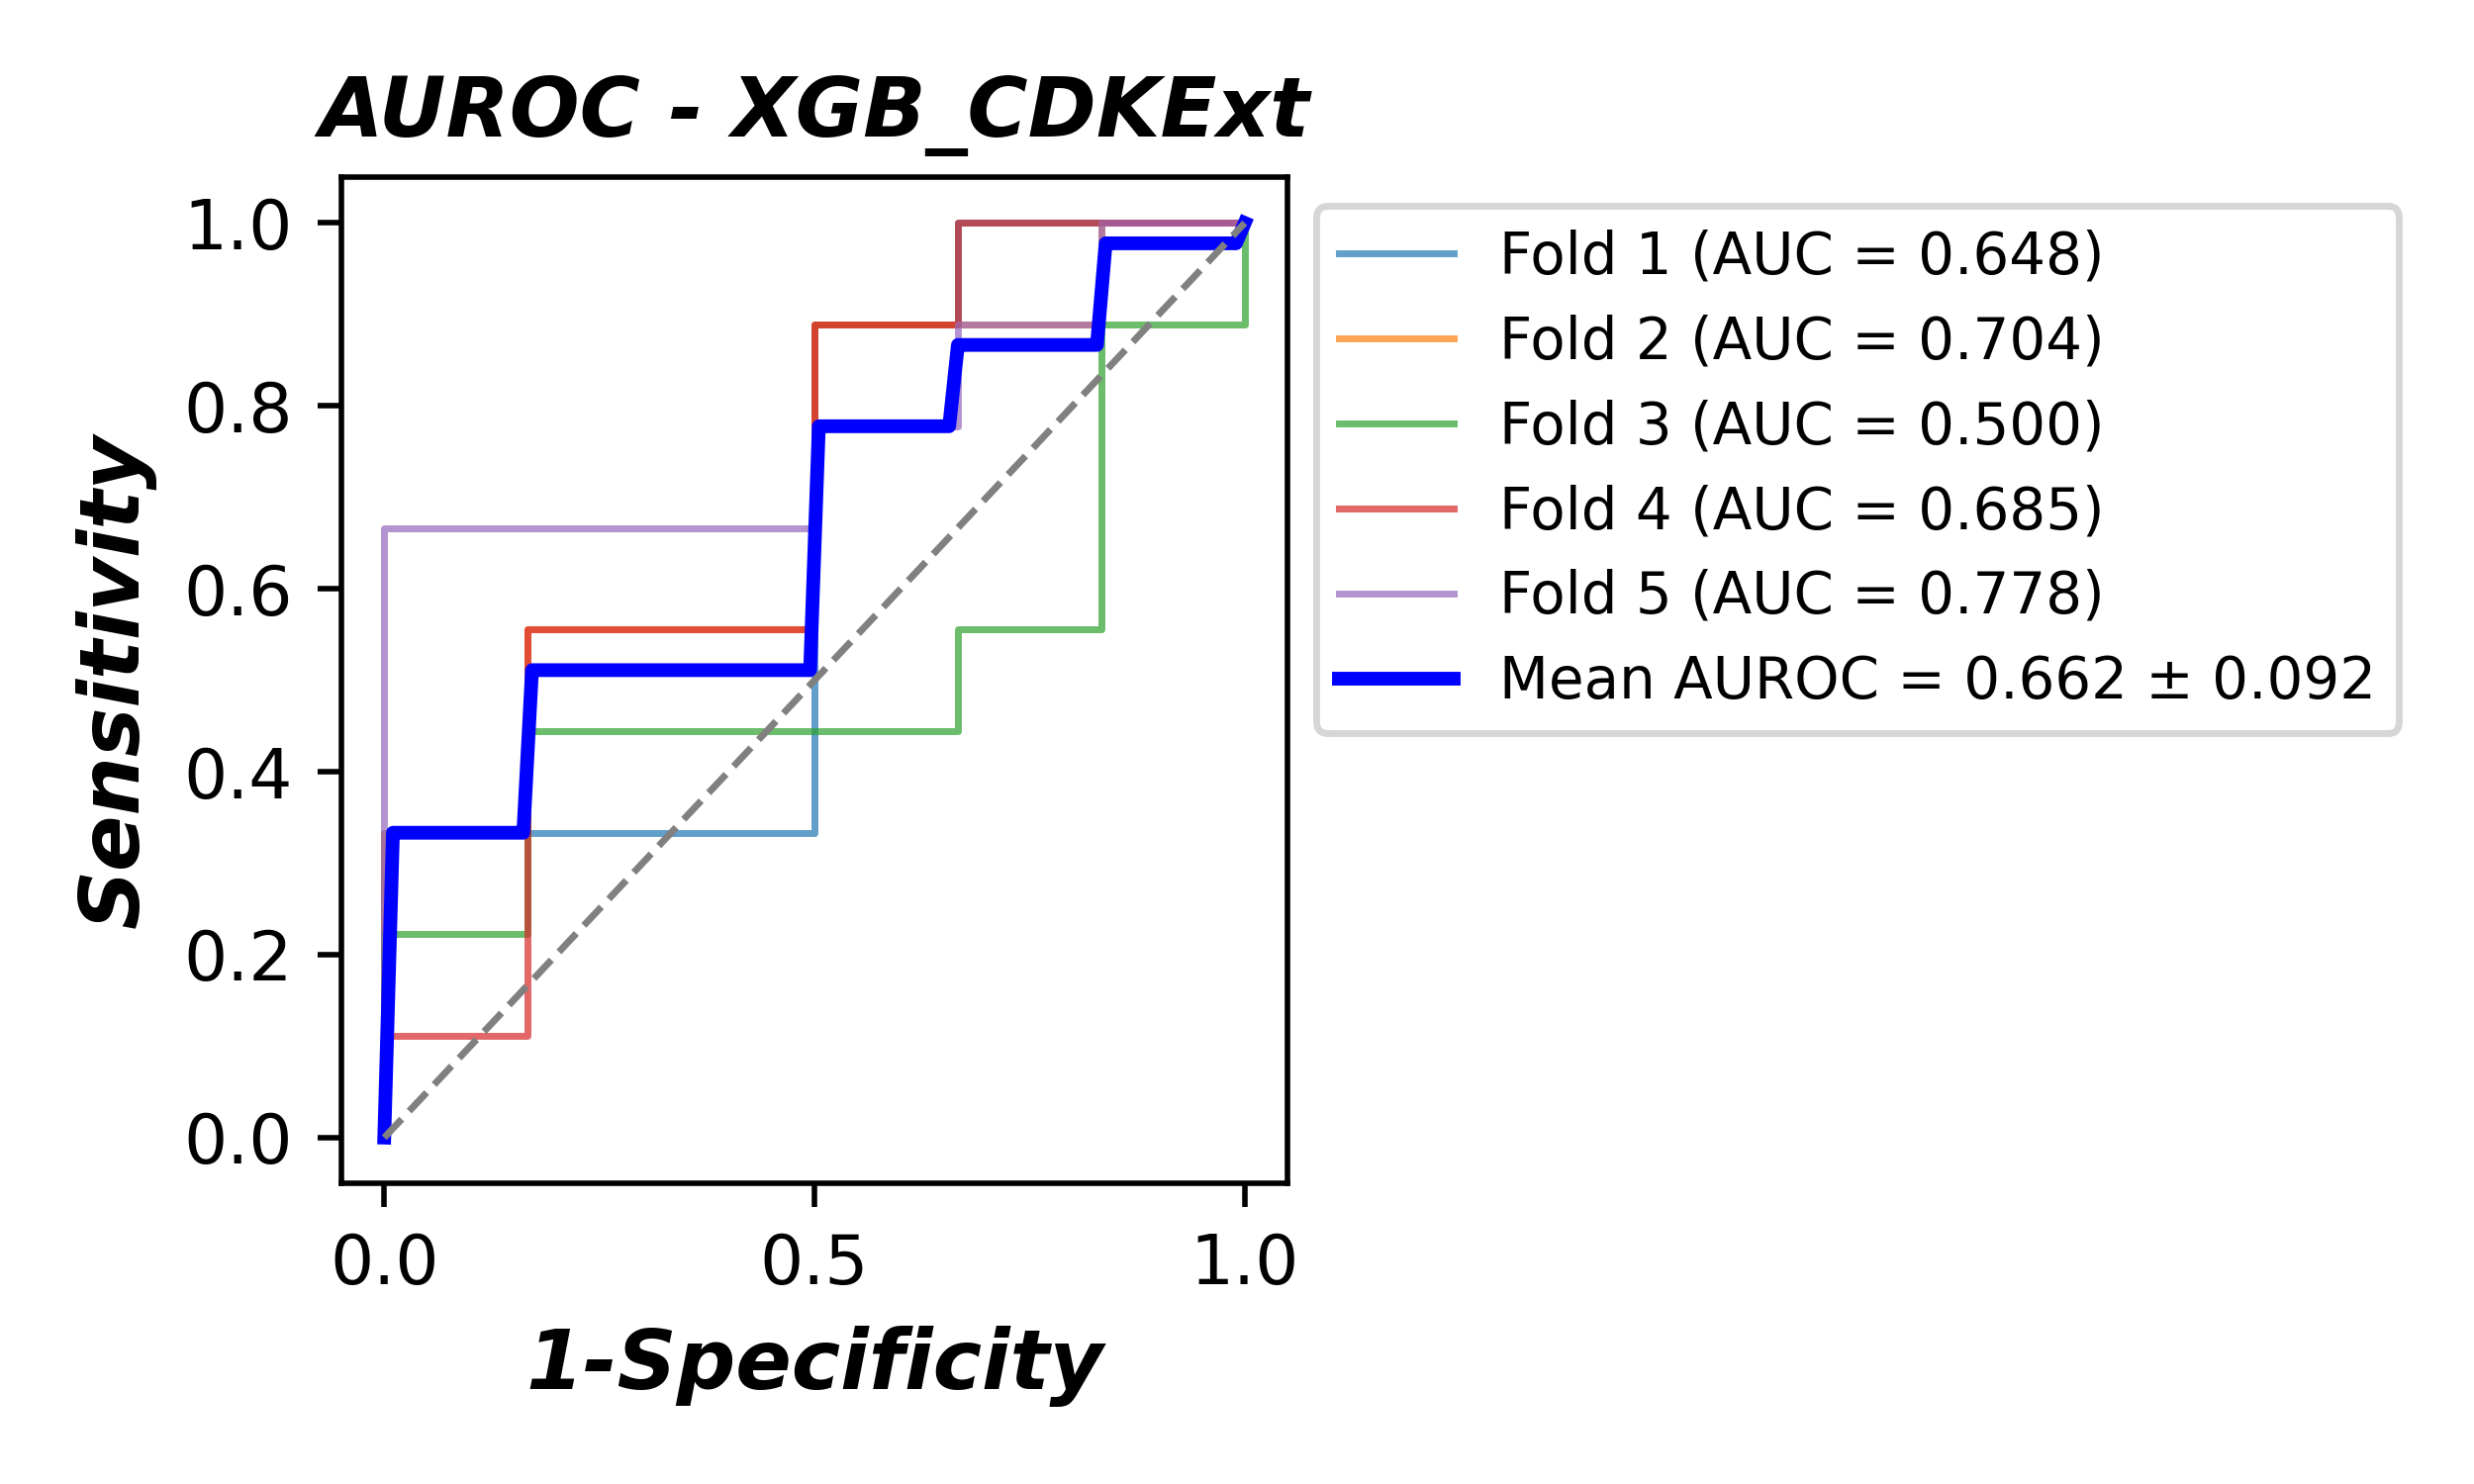 AUROC - XGB_CDKExt
1.0
0.8
0.6
0.4
0.2
0.0
Sensitivity
0.0 0.5 1.0
1-Specificity
Fold 1 (AUC = 0.648)
Fold 2 (AUC = 0.704)
Fold 3 (AUC = 0.500)
Fold 4 (AUC = 0.685)
Fold 5 (AUC = 0.778)
Mean AUROC = 0.662 ± 0.092